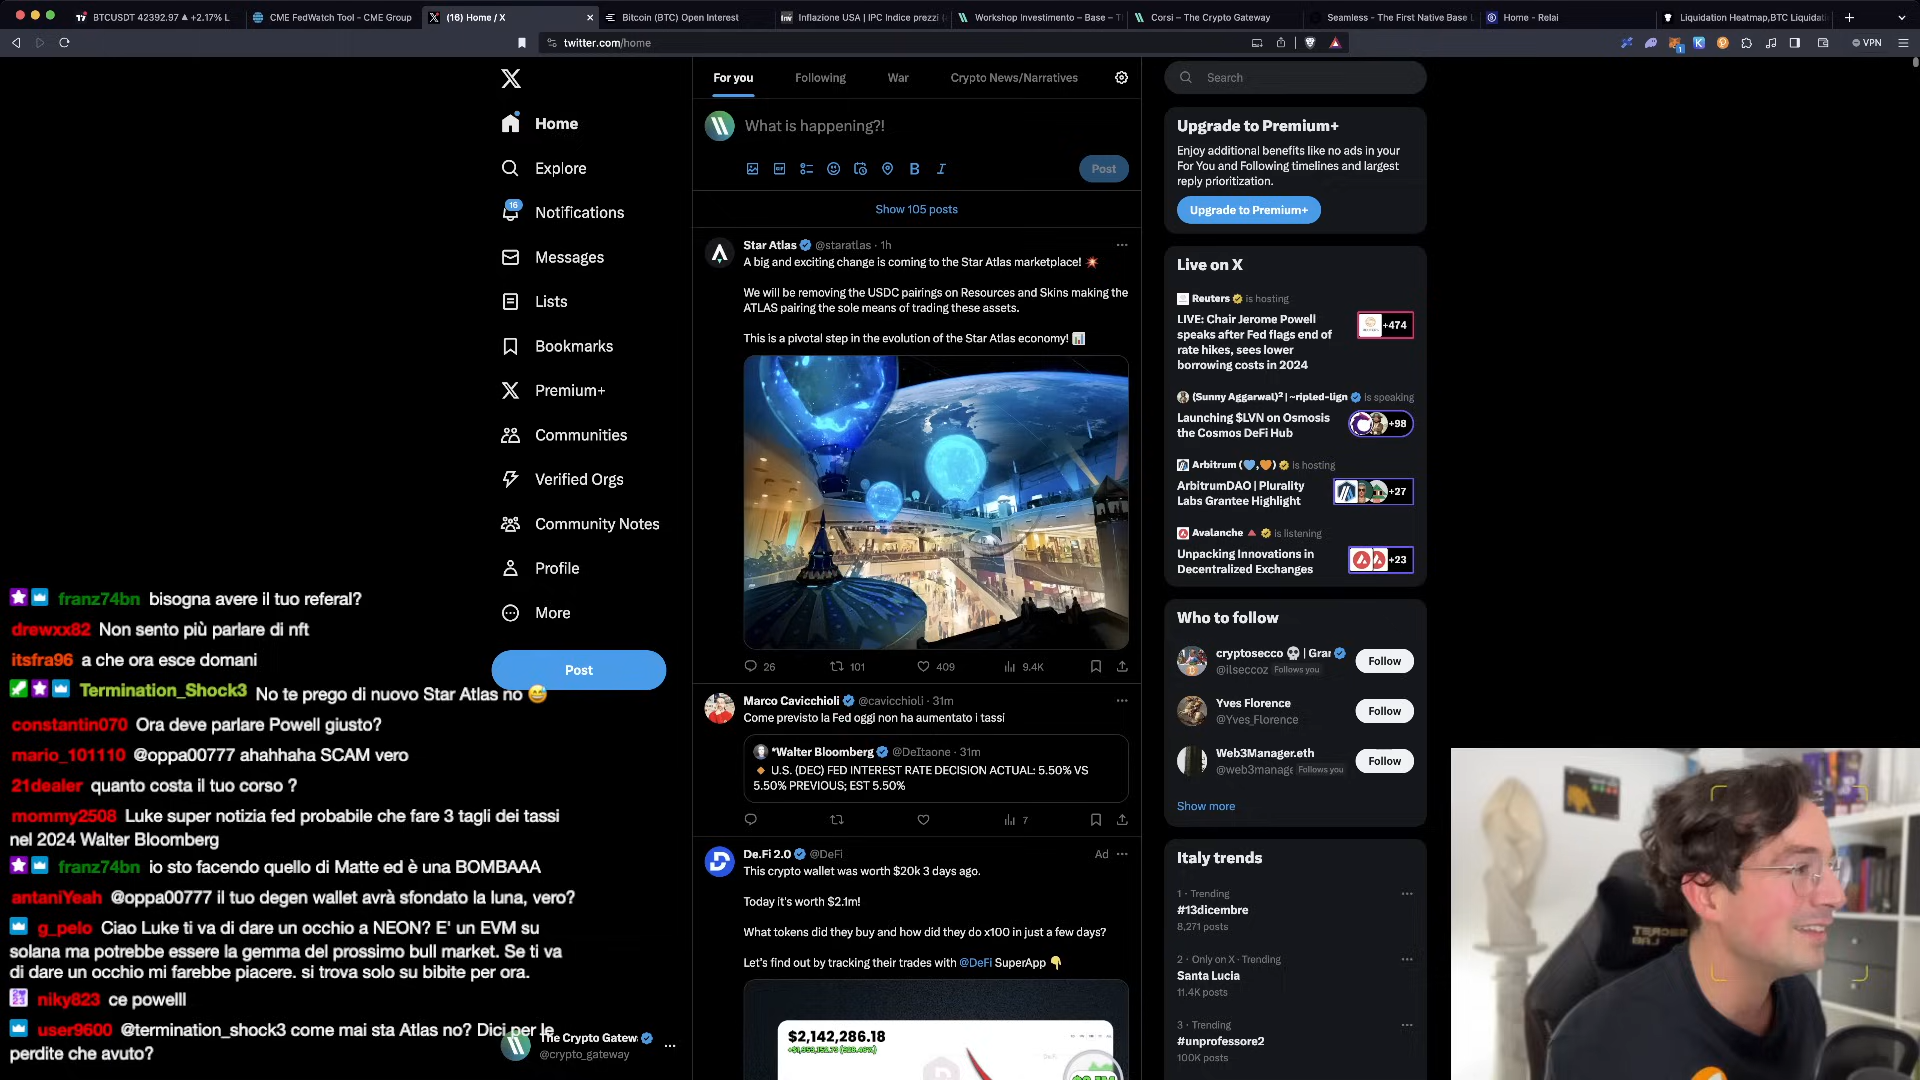 BTCUSDT 42392.97 ▲ +2.17% L
CME FedWatch Tool - CME Group
(16) Home / X
Bitcoin (BTC) Open Interest
Inflazione USA | IPC Indice prezzi
Workshop Investimento – Base –
Corsi – The Crypto Gateway
Seamless - The First Native Base L
Home - Relai
Liquidation Heatmap,BTC Liquidati
twitter.com/home
VPN
Home
Explore
16
Notifications
Messages
Lists
Bookmarks
Premium+
Communities
Verified Orgs
Community Notes
Profile
More
Post
The Crypto Gatew
@crypto_gateway
For you
Following
War
Crypto News/Narratives
What is happening?!
GIF
B
I
Post
Show 105 posts
Star Atlas @staratlas · 1h
A big and exciting change is coming to the Star Atlas marketplace! 💥
We will be removing the USDC pairings on Resources and Skins making the
ATLAS pairing the sole means of trading these assets.
This is a pivotal step in the evolution of the Star Atlas economy! 📊
26
101
409
9.4K
Marco Cavicchioli @cavicchioli · 31m
Come previsto la Fed oggi non ha aumentato i tassi
*Walter Bloomberg @DeItaone · 31m
🔸 U.S. (DEC) FED INTEREST RATE DECISION ACTUAL: 5.50% VS
5.50% PREVIOUS; EST 5.50%
7
De.Fi 2.0 @DeFi
Ad
This crypto wallet was worth $20k 3 days ago.
Today it's worth $2.1m!
What tokens did they buy and how did they do x100 in just a few days?
Let's find out by tracking their trades with @DeFi SuperApp 👇
$2,142,286.18
Search
Upgrade to Premium+
Enjoy additional benefits like no ads in your
For You and Following timelines and largest
reply prioritization.
Upgrade to Premium+
Live on X
Reuters is hosting
LIVE: Chair Jerome Powell
speaks after Fed flags end of
rate hikes, sees lower
borrowing costs in 2024
+474
(Sunny Aggarwal)² | ~ripled-lign is speaking
Launching $LVN on Osmosis
the Cosmos DeFi Hub
+98
Arbitrum (💙,🧡) is hosting
ArbitrumDAO | Plurality
Labs Grantee Highlight
+27
Avalanche 🔺 is listening
Unpacking Innovations in
Decentralized Exchanges
+23
Who to follow
cryptosecco 💀 | Gra
@ilseccoz Follows you
Follow
Yves Florence
@Yves_Florence
Follow
Web3Manager.eth
@web3manage Follows you
Follow
Show more
Italy trends
1 · Trending
#13dicembre
8,271 posts
2 · Only on X · Trending
Santa Lucia
11.4K posts
3 · Trending
#unprofessore2
100K posts
franz74bn bisogna avere il tuo referal?
drewxx82 Non sento più parlare di nft
itsfra96 a che ora esce domani
Termination_Shock3 No te prego di nuovo Star Atlas no 😅
constantin070 Ora deve parlare Powell giusto?
mario_101110 @oppa00777 ahahhaha SCAM vero
21dealer quanto costa il tuo corso ?
mommy2508 Luke super notizia fed probabile che fare 3 tagli dei tassi
nel 2024 Walter Bloomberg
franz74bn io sto facendo quello di Matte ed è una BOMBAAA
antaniYeah @oppa00777 il tuo degen wallet avrà sfondato la luna, vero?
g_pelo Ciao Luke ti va di dare un occhio a NEON? E' un EVM su
solana ma potrebbe essere la gemma del prossimo bull market. Se ti va
di dare un occhio mi farebbe piacere. si trova solo su bibite per ora.
niky823 ce powelll
user9600 @termination_shock3 come mai sta Atlas no? Dici per le
perdite che avuto?